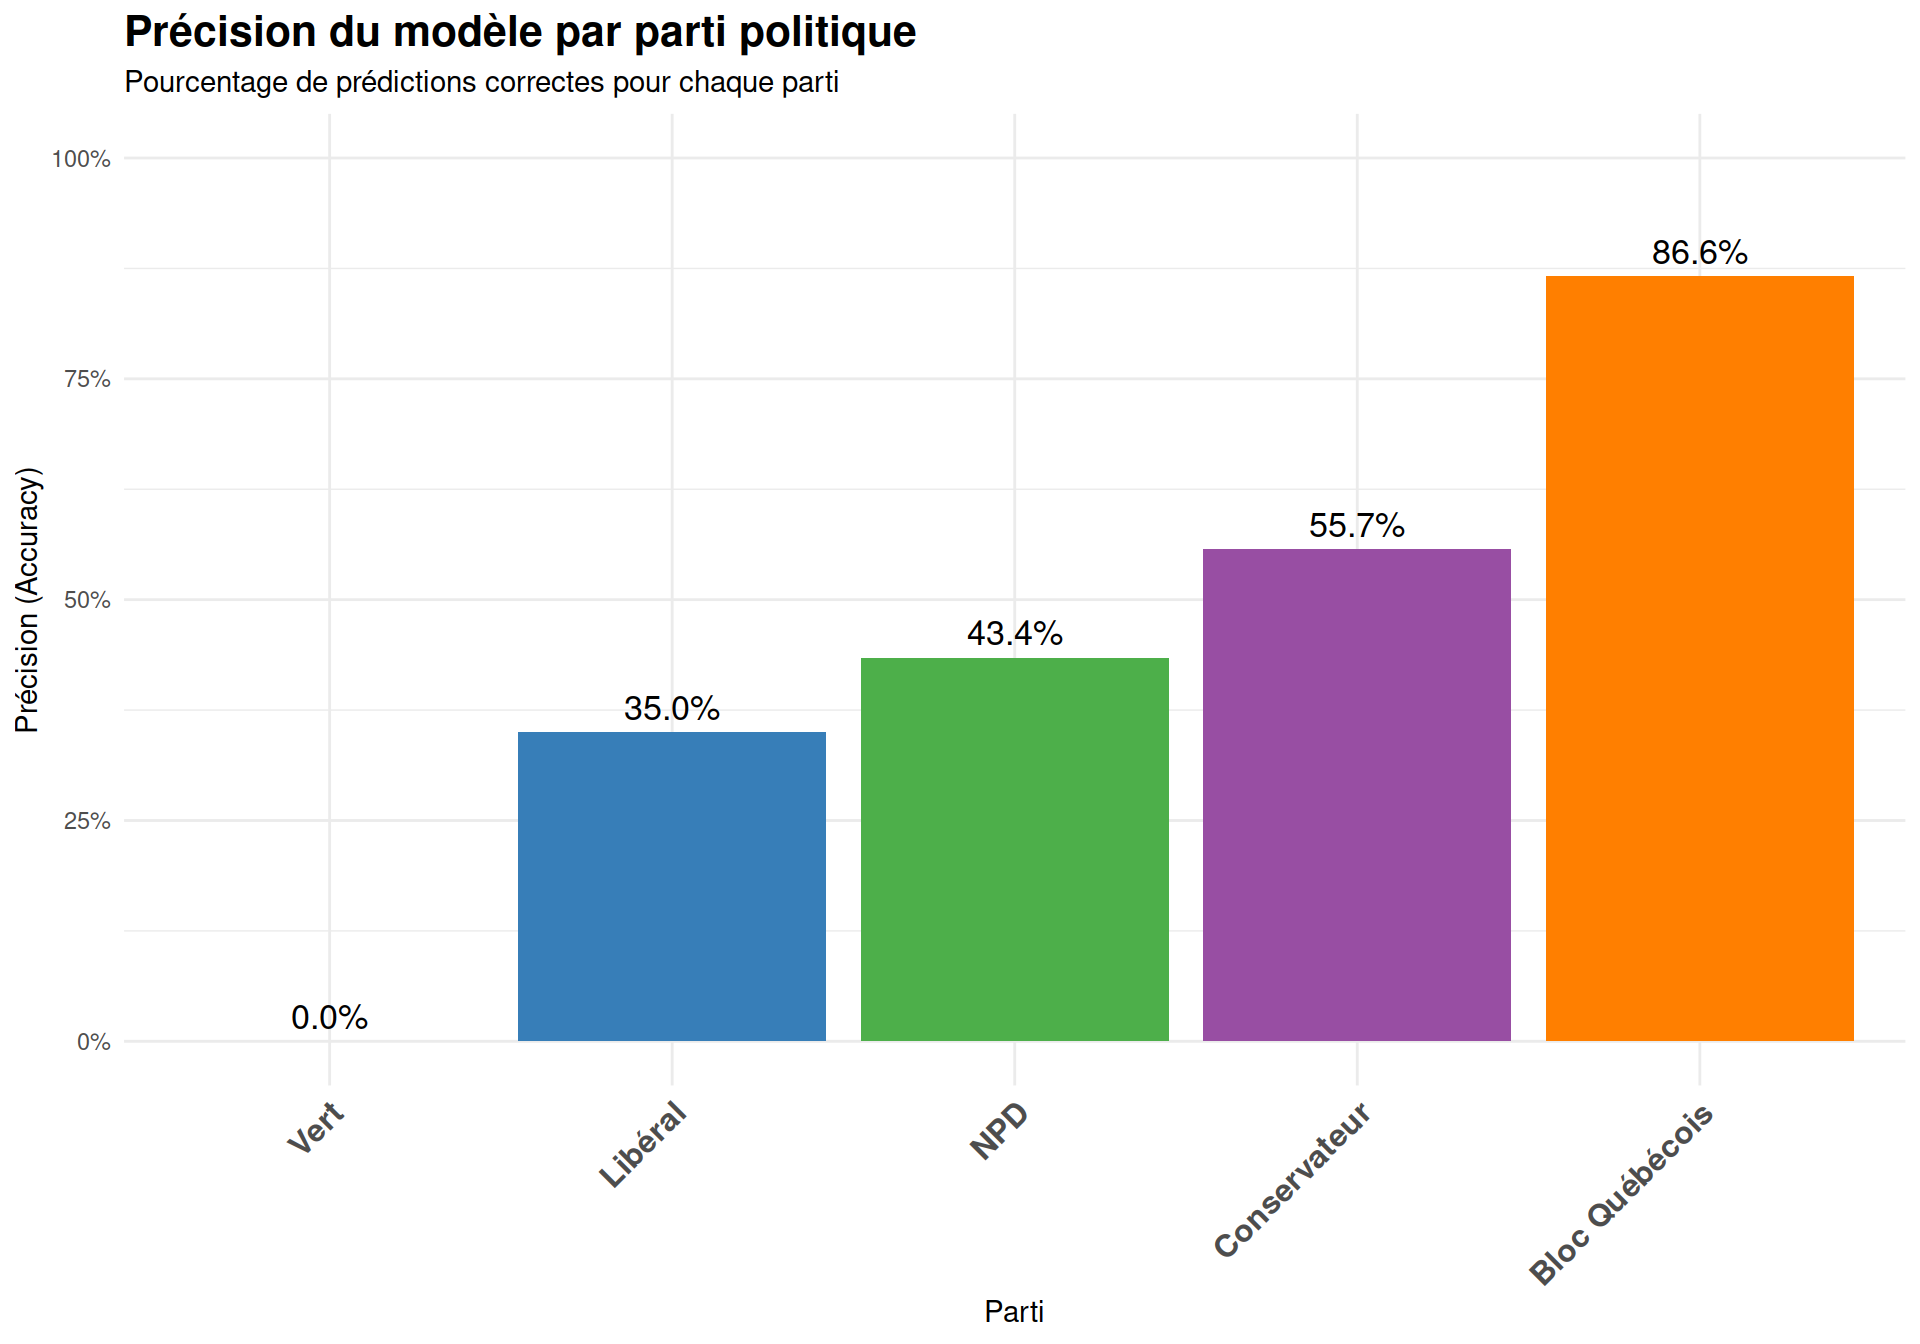 Précision du modèle par parti politique
Pourcentage de prédictions correctes pour chaque parti
Précision (Accuracy)
100%
75%
50%
25%
0%
0.0%
35.0%
43.4%
55.7%
86.6%
Vert
Libéral
NPD
Conservateur
Bloc Québécois
Parti